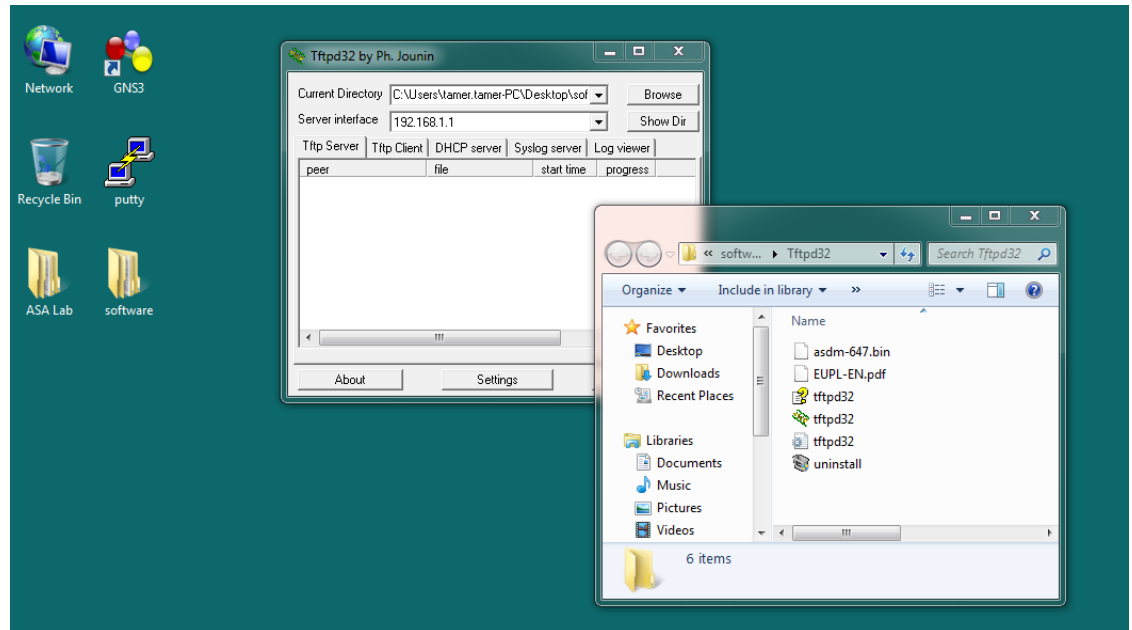 Network
GNS3
Recycle Bin
putty
ASA Lab
software
Tftpd32 by Ph. Jounin
Current Directory C:\Users\tamer.tamer-PC\Desktop\sof Browse
Server interface 192.168.1.1 Show Dir
Tftp Server Tftp Client DHCP server Syslog server Log viewer
peer file start time progress
About Settings
« softw... Tftpd32 Search Tftpd32
Organize Include in library »
Favorites
Desktop
Downloads
Recent Places
Libraries
Documents
Music
Pictures
Videos
Name
asdm-647.bin
EUPL-EN.pdf
tftpd32
tftpd32
tftpd32
uninstall
6 items